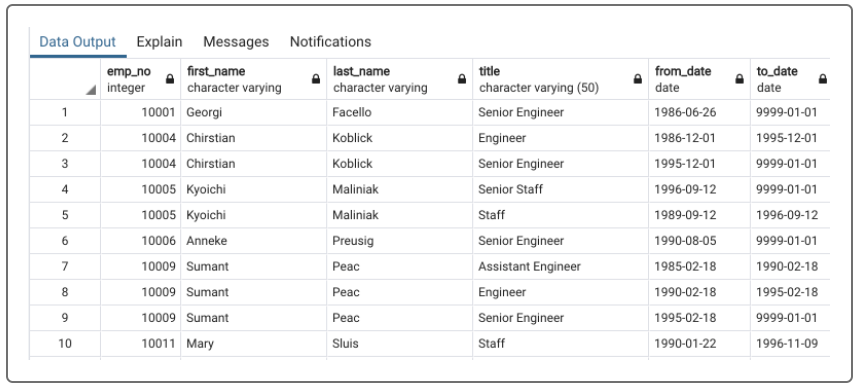 Data Output Explain Messages Notifications
emp_no first_name last_name title from_date to_date
integer character varying character varying character varying (50) date date
1 10001 Georgi Facello Senior Engineer 1986-06-26 9999-01-01
2 10004 Chirstian Koblick Engineer 1986-12-01 1995-12-01
3 10004 Chirstian Koblick Senior Engineer 1995-12-01 9999-01-01
4 10005 Kyoichi Maliniak Senior Staff 1996-09-12 9999-01-01
5 10005 Kyoichi Maliniak Staff 1989-09-12 1996-09-12
6 10006 Anneke Preusig Senior Engineer 1990-08-05 9999-01-01
7 10009 Sumant Peac Assistant Engineer 1985-02-18 1990-02-18
8 10009 Sumant Peac Engineer 1990-02-18 1995-02-18
9 10009 Sumant Peac Senior Engineer 1995-02-18 9999-01-01
10 10011 Mary Sluis Staff 1990-01-22 1996-11-09